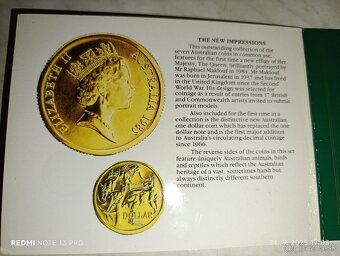 ELIZABETH II
AUSTRALIA 1985
DOLLAR
THE NEW IMPRESSIONS
This outstanding collection of the
seven Australian coins in common use,
features for the first time a new effigy of Her
Majesty, The Queen, brilliantly portrayed by
Mr Raphael Maklouf in 1984. Mr Maklouf
was born in Jerusalem in 1937 and has lived
in the United Kingdom since the Second
World War. His design was selected for
coinage as a result of entries from 17 British
and Commonwealth artists invited to submit
portrait models.
Also included for the first time in a
collection is the distinctive new Australian
one dollar coin which has replaced the one
dollar note and is the first major addition
to Australia's circulating decimal coinage
since 1966.
The reverse sides of the coins in this set
feature uniquely Australian animals, birds and
reptiles which reflect the Australian
heritage of a vast, sometimes harsh but
always distinctly different southern
continent.
REDMI NOTE 13 PRO